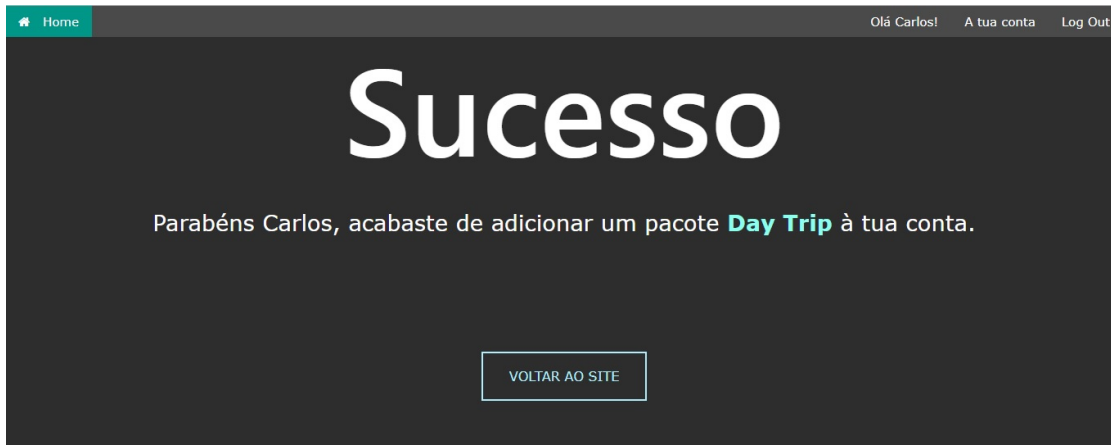 Home
Olá Carlos! A tua conta Log Out
Sucesso
Parabéns Carlos, acabaste de adicionar um pacote Day Trip à tua conta.
VOLTAR AO SITE